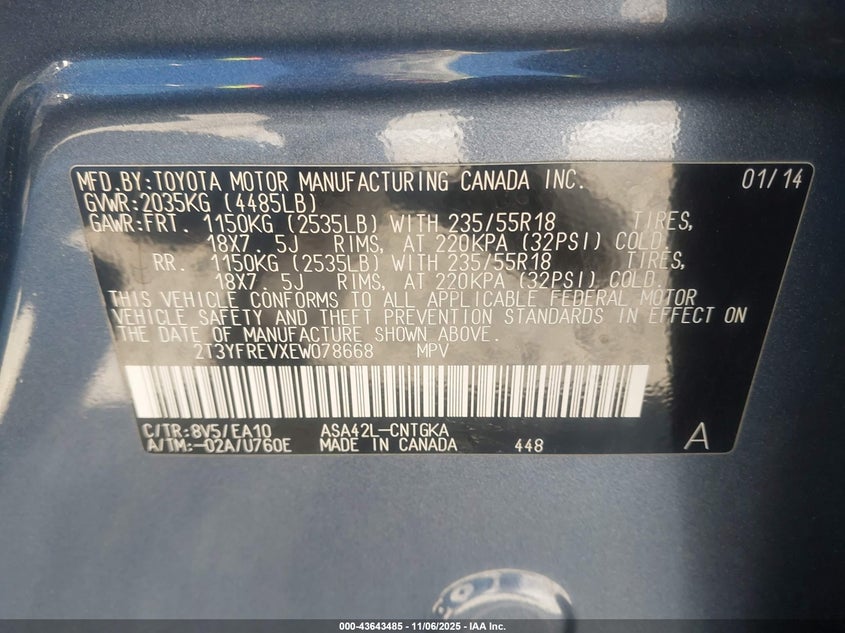 MFD.BY:TOYOTA MOTOR MANUFACTURING CANADA INC. 01/14
GVWR:2035KG (4485LB)
GAWR:FRT. 1150KG (2535LB) WITH 235/55R18 TIRES,
18X7.5J RIMS, AT 220KPA (32PSI) COLD.
RR. 1150KG (2535LB) WITH 235/55R18 TIRES,
18X7.5J RIMS, AT 220KPA (32PSI) COLD.
THIS VEHICLE CONFORMS TO ALL APPLICABLE FEDERAL MOTOR
VEHICLE SAFETY AND THEFT PREVENTION STANDARDS IN EFFECT ON
THE DATE OF MANUFACTURE SHOWN ABOVE.
2T3YFREVXEW078668 MPV
C/TR:8V5/EA10 ASA42L-CNTGKA
A/TM:-02A/U760E MADE IN CANADA 448 A
000-43643485 - 11/06/2025 - IAA Inc.